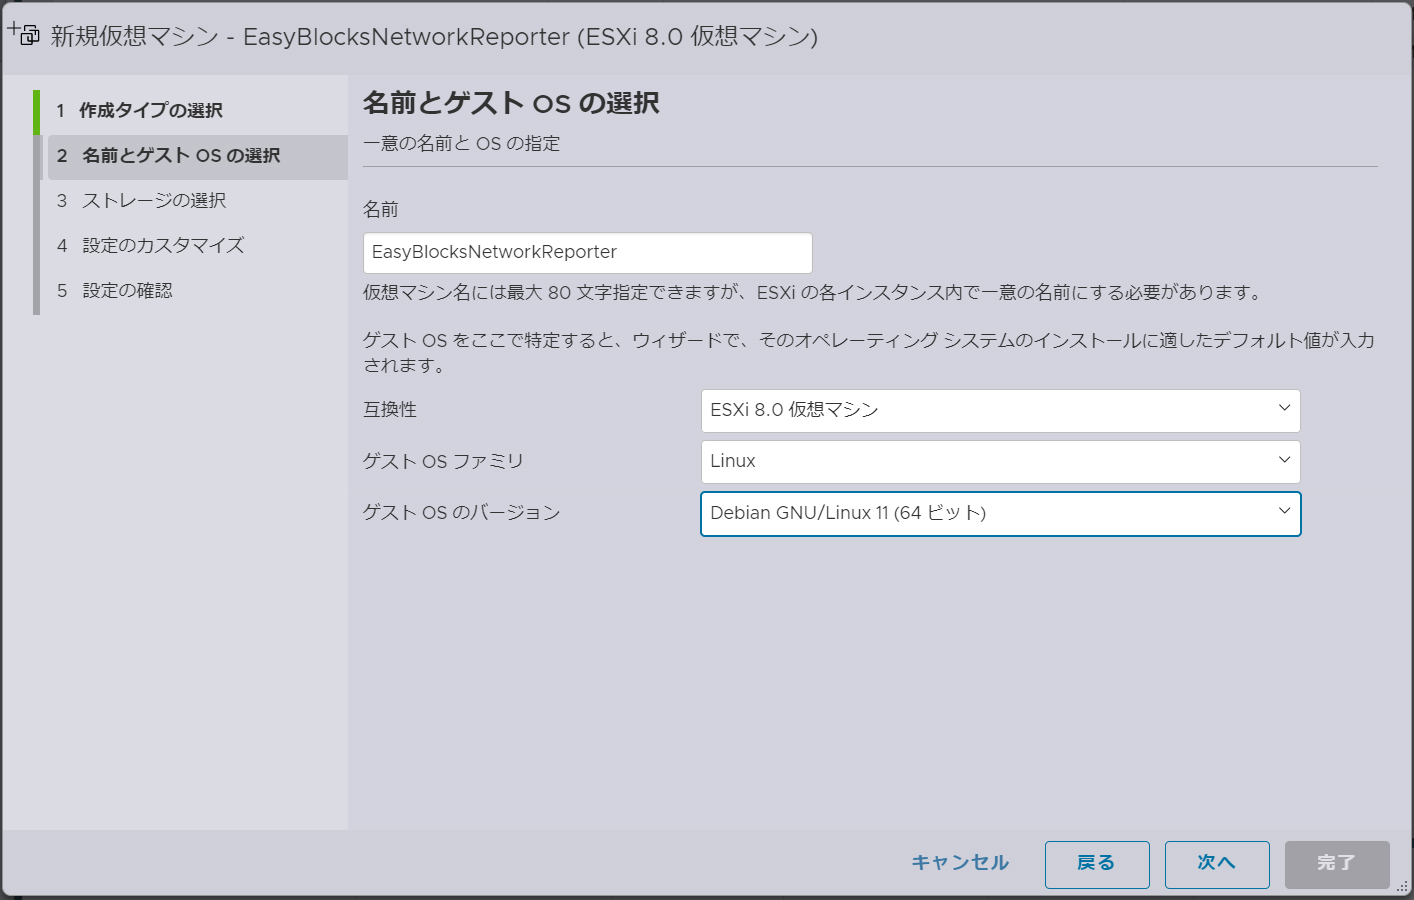 新規仮想マシン - EasyBlocksNetworkReporter (ESXi 8.0 仮想マシン)
1 作成タイプの選択
2 名前とゲスト OS の選択
3 ストレージの選択
4 設定のカスタマイズ
5 設定の確認
名前とゲスト OS の選択
一意の名前と OS の指定
名前
EasyBlocksNetworkReporter
仮想マシン名には最大 80 文字指定できますが、ESXi の各インスタンス内で一意の名前にする必要があります。
ゲスト OS をここで特定すると、ウィザードで、そのオペレーティング システムのインストールに適したデフォルト値が入力
されます。
互換性 ESXi 8.0 仮想マシン
ゲスト OS ファミリ Linux
ゲスト OS のバージョン Debian GNU/Linux 11 (64 ビット)
キャンセル 戻る 次へ 完了